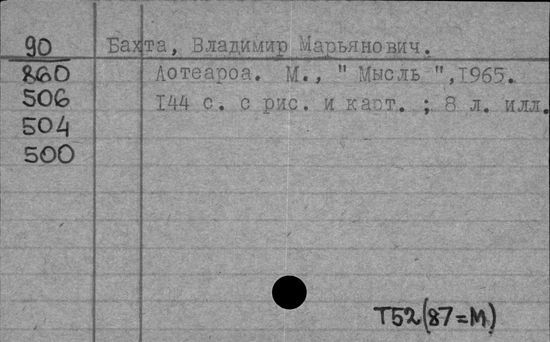 90 Бахта, Владимир Марьянович.
860 Аотеароа. М., " Мысль ",1965.
506 144 с. с рис. и карт. ; 8 л. илл.
504
500
Т52(87=М)